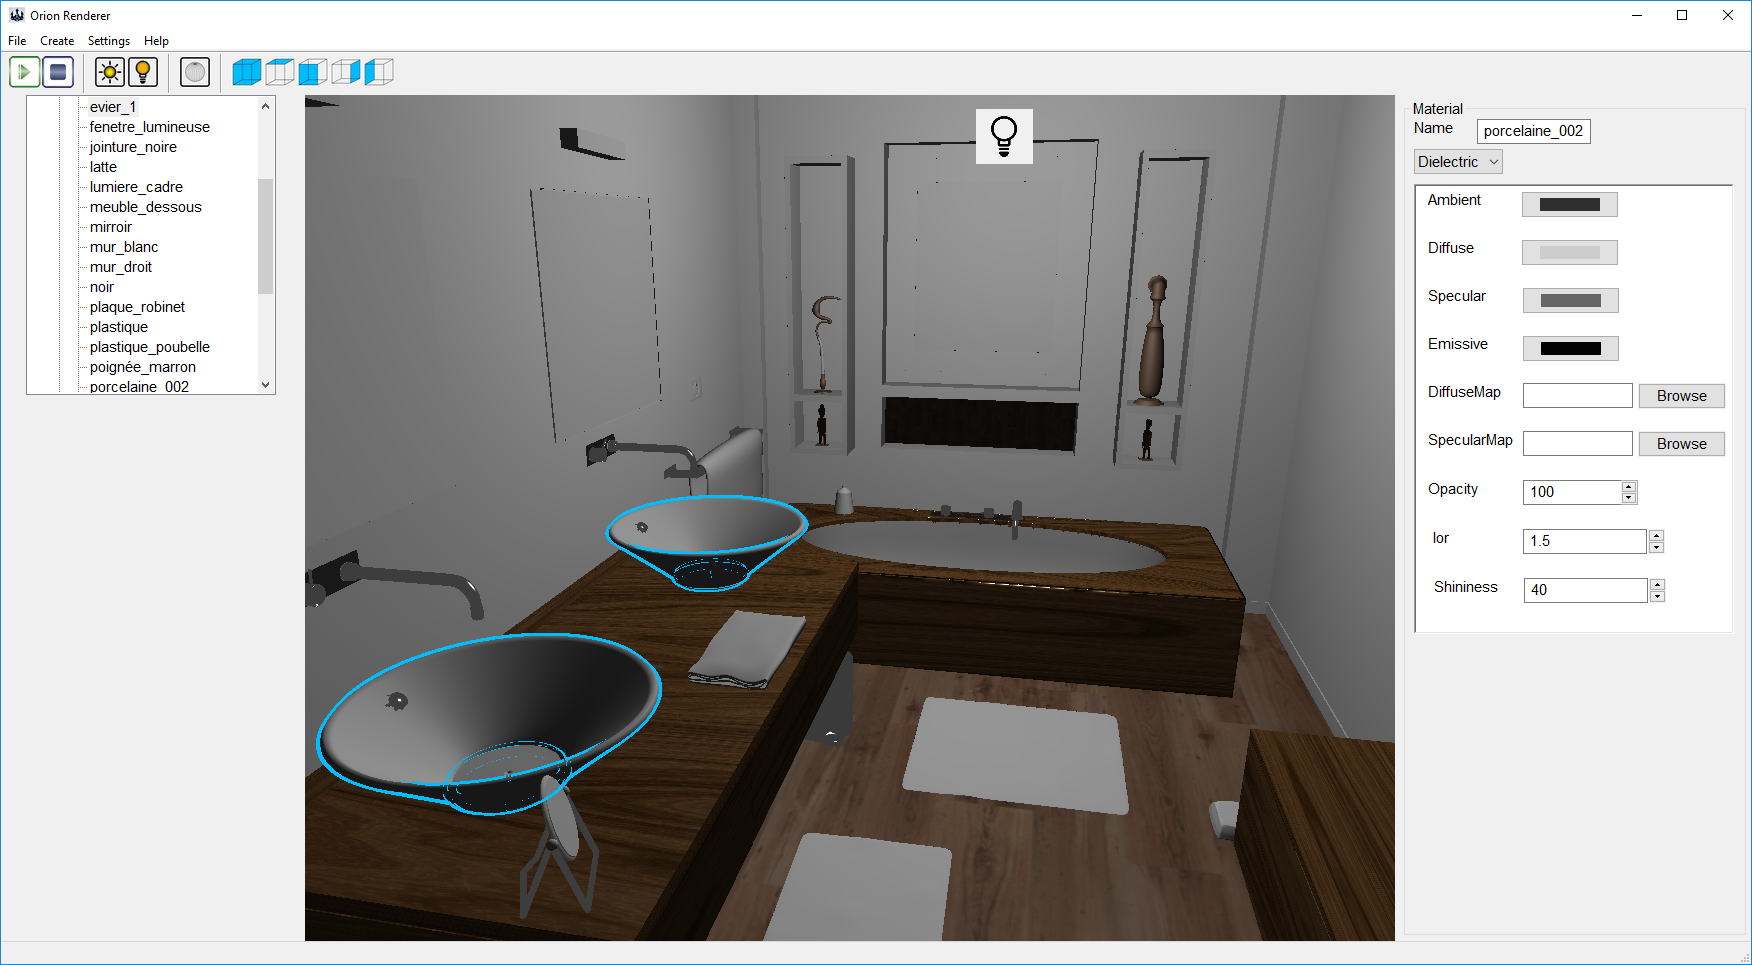 Orion Renderer
File Create Settings Help
evier_1
fenetre_lumineuse
jointure_noire
latte
lumiere_cadre
meuble_dessous
mirroir
mur_blanc
mur_droit
noir
plaque_robinet
plastique
plastique_poubelle
poignée_marron
porcelaine_002
Material
Name porcelaine_002
Dielectric
Ambient
Diffuse
Specular
Emissive
DiffuseMap Browse
SpecularMap Browse
Opacity 100
Ior 1.5
Shininess 40